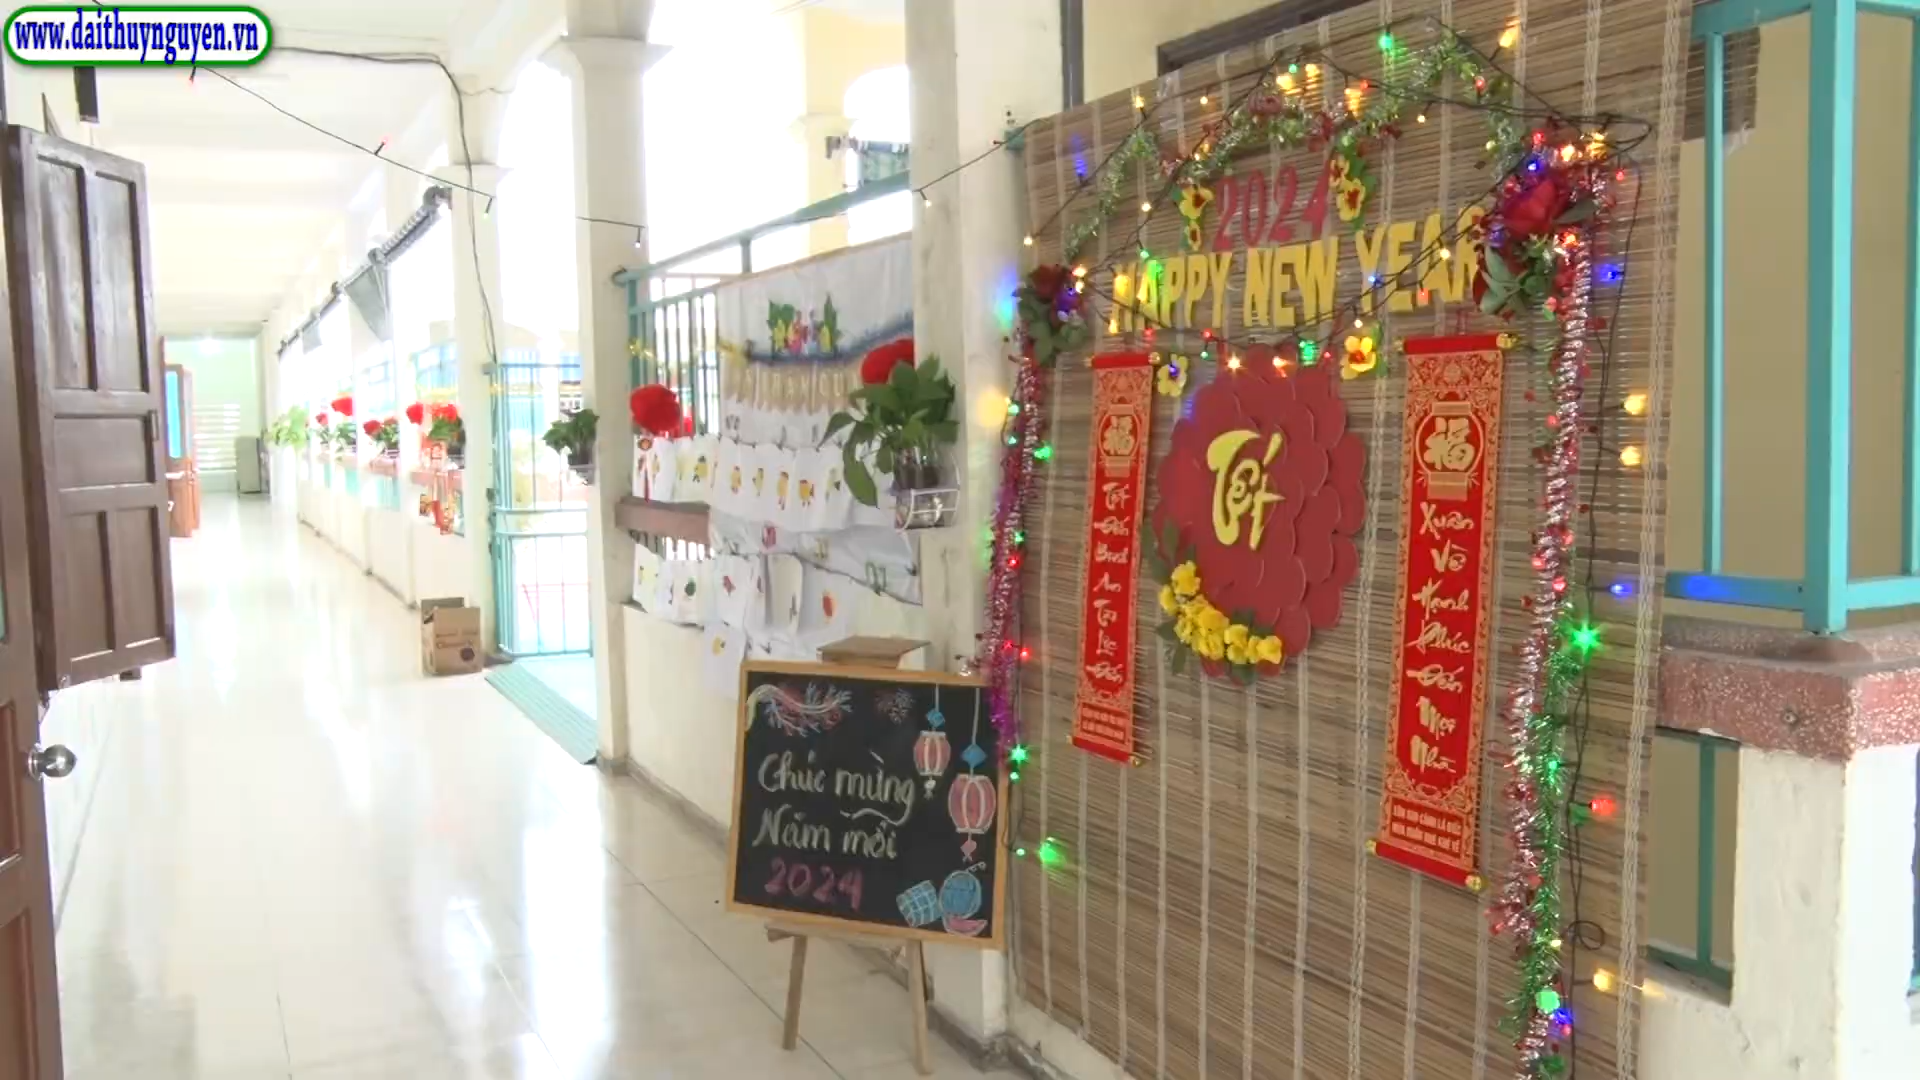 www.daithuynguyen.vn
2024
HAPPY NEW YEAR
福
Tết
Đến
Bình
An
Tài
Lộc
Đến
Tết
福
Xuân
Về
Hạnh
Phúc
Đến
Mọi
Nhà
Chúc mừng
Năm mới
2024